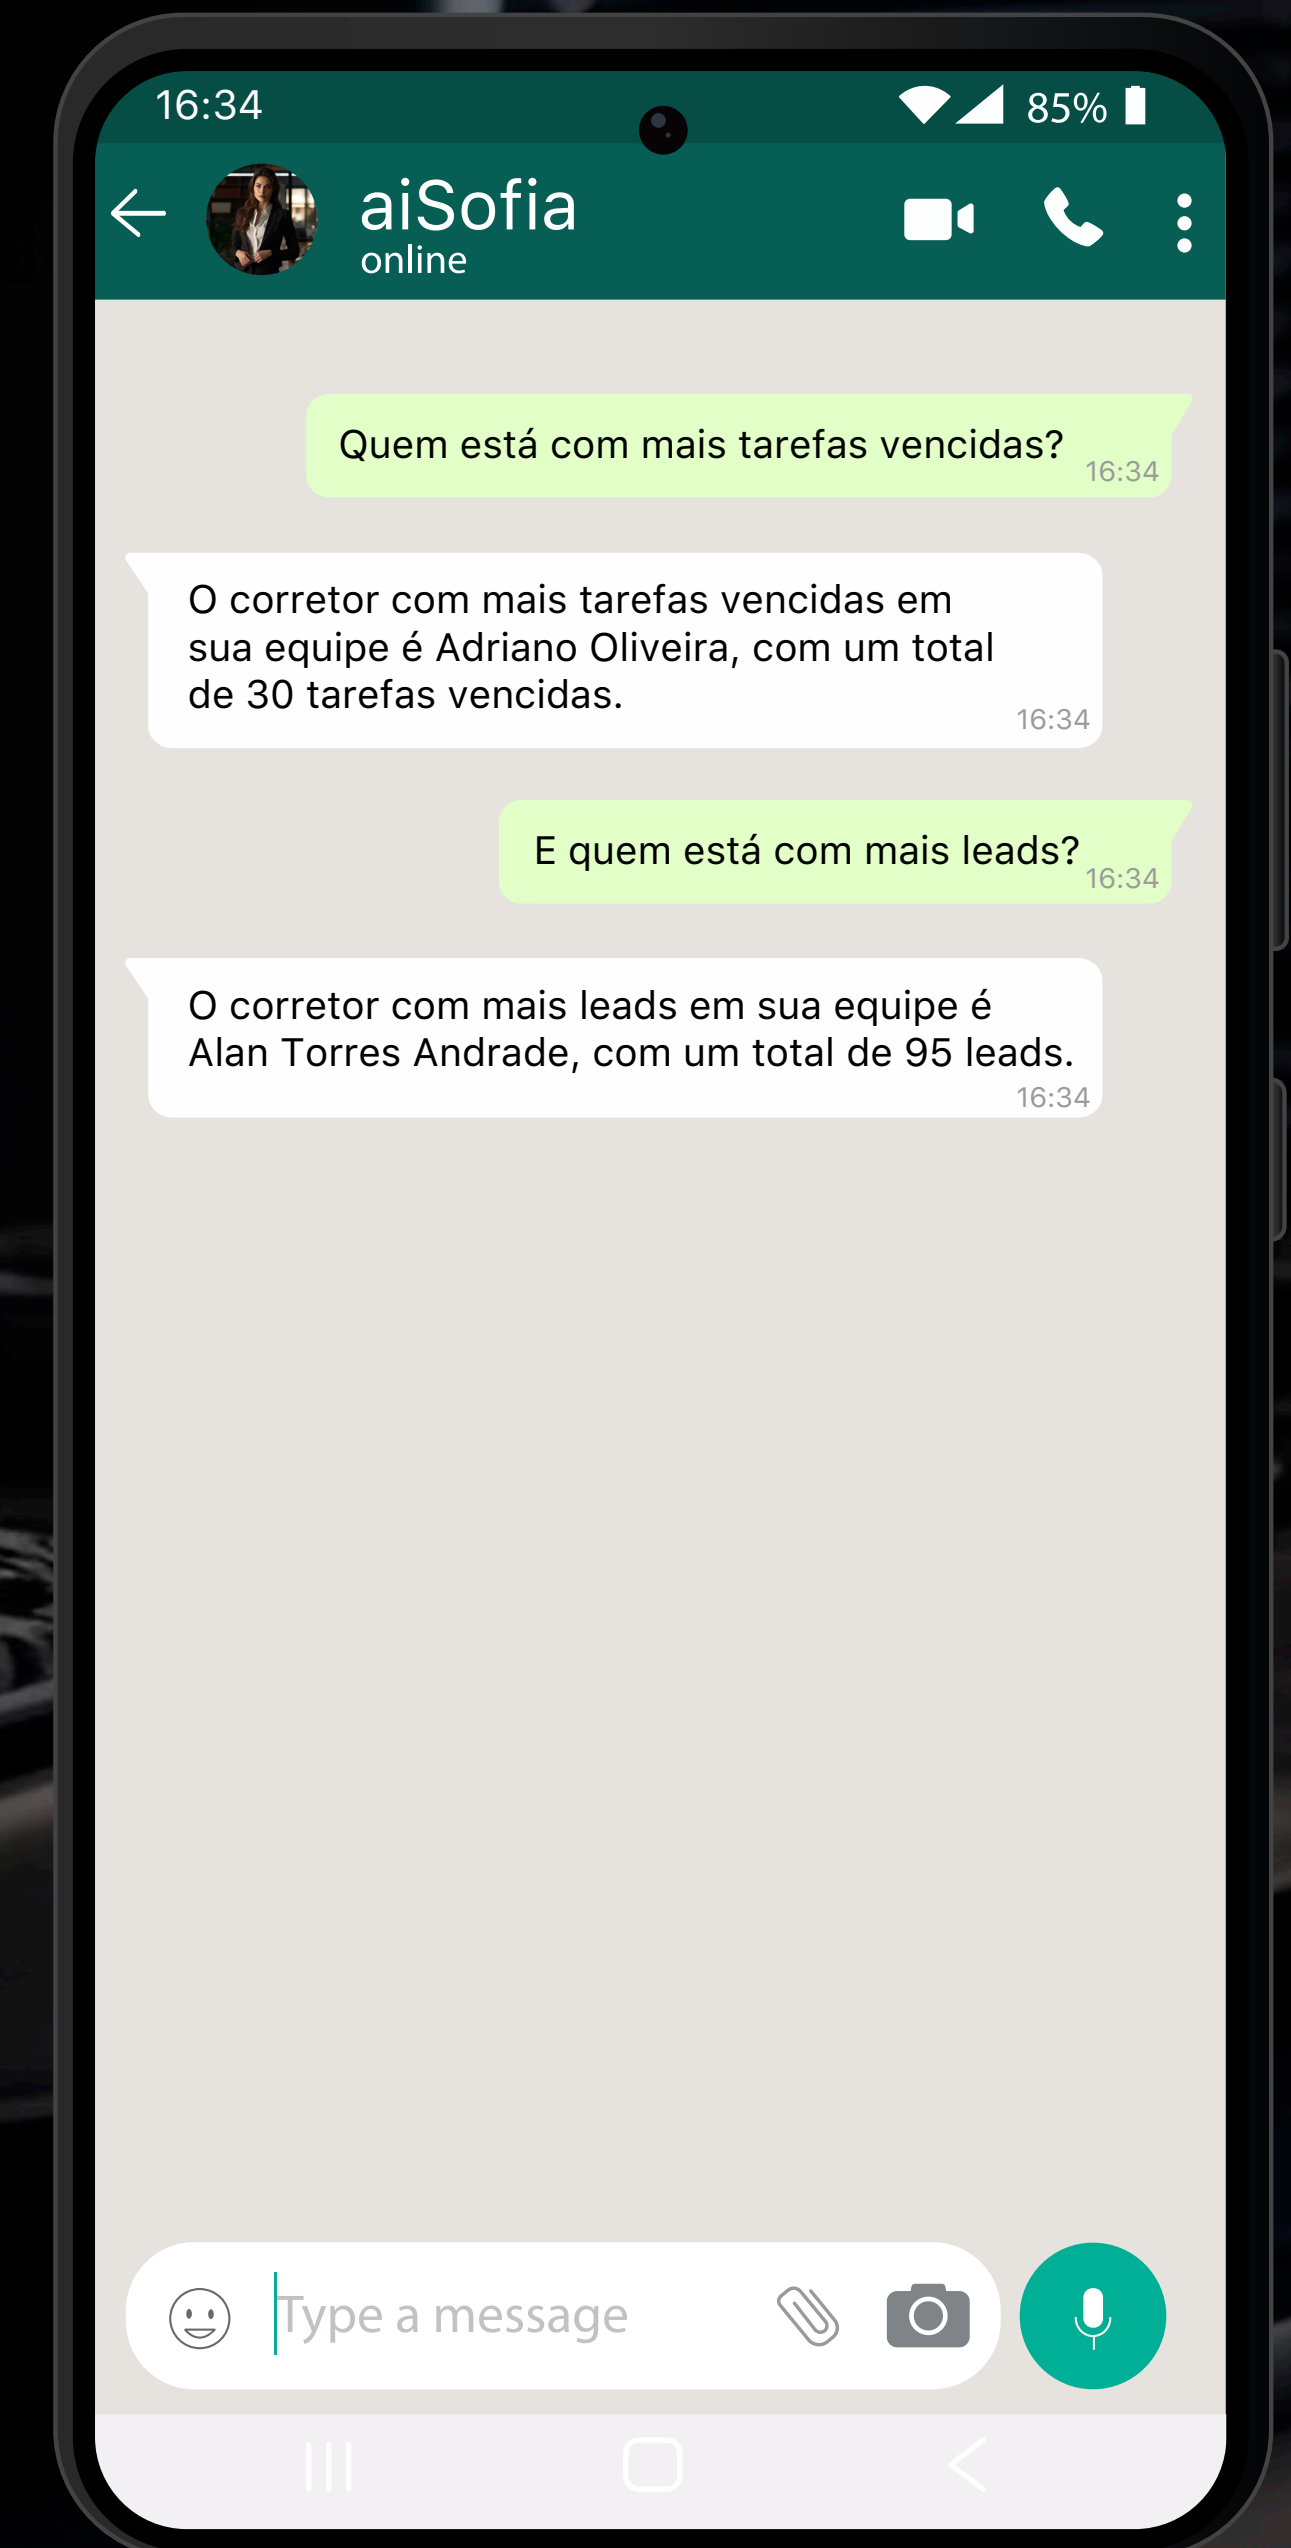 16:34
85%
aiSofia
online
Quem está com mais tarefas vencidas?
16:34
O corretor com mais tarefas vencidas em
sua equipe é Adriano Oliveira, com um total
de 30 tarefas vencidas.
16:34
E quem está com mais leads?
16:34
O corretor com mais leads em sua equipe é
Alan Torres Andrade, com um total de 95 leads.
16:34
Type a message